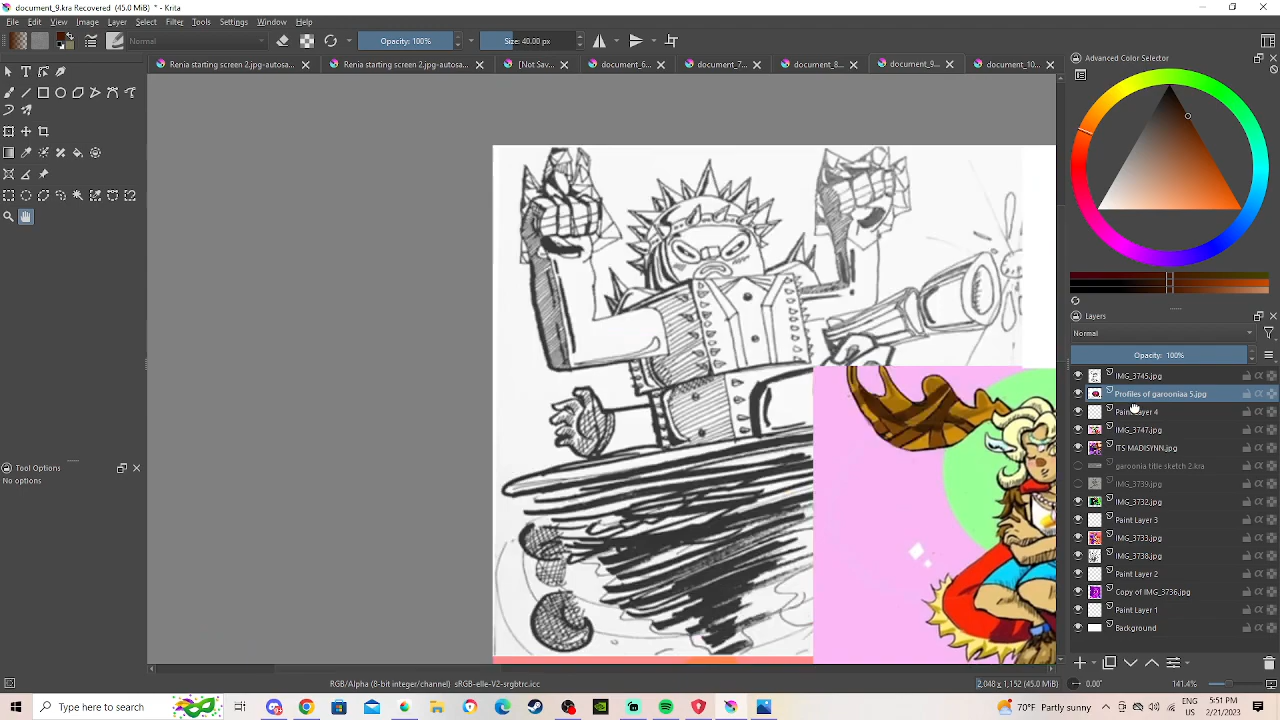 document_9.kra Recovered (45.0 MiB) * - Krita
File Edit View Image Layer Select Filter Tools Settings Window Help
Normal Opacity: 100% Size: 40.00 px
Renia starting screen 2.jpg-autosa... Renia starting screen 2.jpg-autosa... [Not Sav... document_6... document_7... document_8... document_9... document_10...
Advanced Color Selector
Layers
Normal
Opacity: 100%
IMG_3745.jpg
Profiles of garooniaa 5.jpg
Paint Layer 4
IMG_3747.jpg
ITS MADISYNN.jpg
garoonia title sketch 2.kra
IMG_3739.jpg
IMG_3732.jpg
Paint Layer 3
IMG_3733.jpg
IMG_3738.jpg
Paint Layer 2
Copy of IMG_3736.jpg
Paint Layer 1
Background
Tool Options
No options
RGB/Alpha (8-bit integer/channel) sRGB-elle-V2-srgbtrc.icc
2,048 x 1,152 (45.0 MiB)
0.00°
141.4%
Type here to search
70°F Partly sunny
ENG
US
5:51 PM
2/21/2023